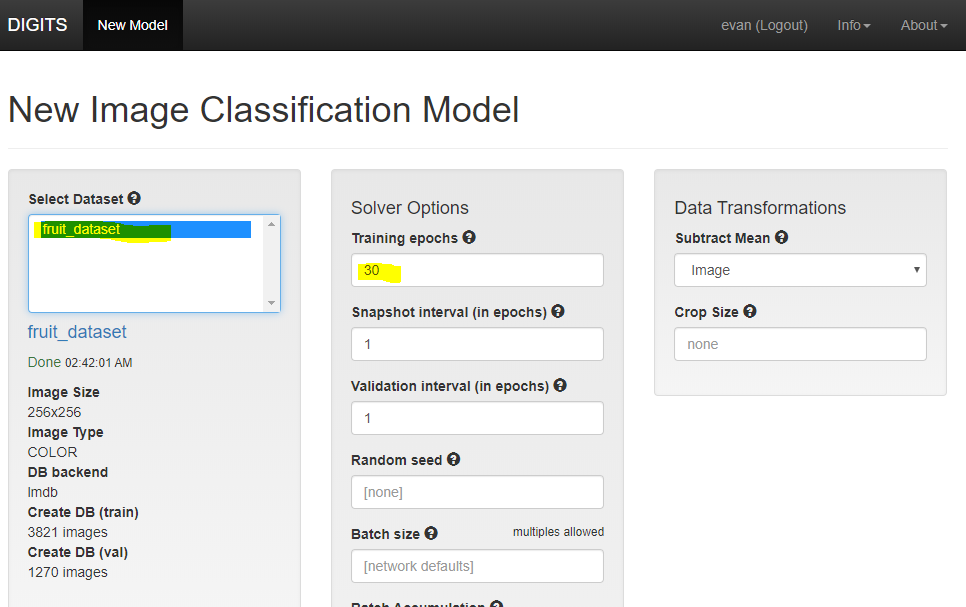 DIGITS New Model evan (Logout) Info About
New Image Classification Model
Select Dataset
fruit_dataset
fruit_dataset
Done 02:42:01 AM
Image Size
256x256
Image Type
COLOR
DB backend
lmdb
Create DB (train)
3821 images
Create DB (val)
1270 images
Solver Options
Training epochs
30
Snapshot interval (in epochs)
1
Validation interval (in epochs)
1
Random seed
[none]
Batch size multiples allowed
[network defaults]
Batch Accumulation
Data Transformations
Subtract Mean
Image
Crop Size
none